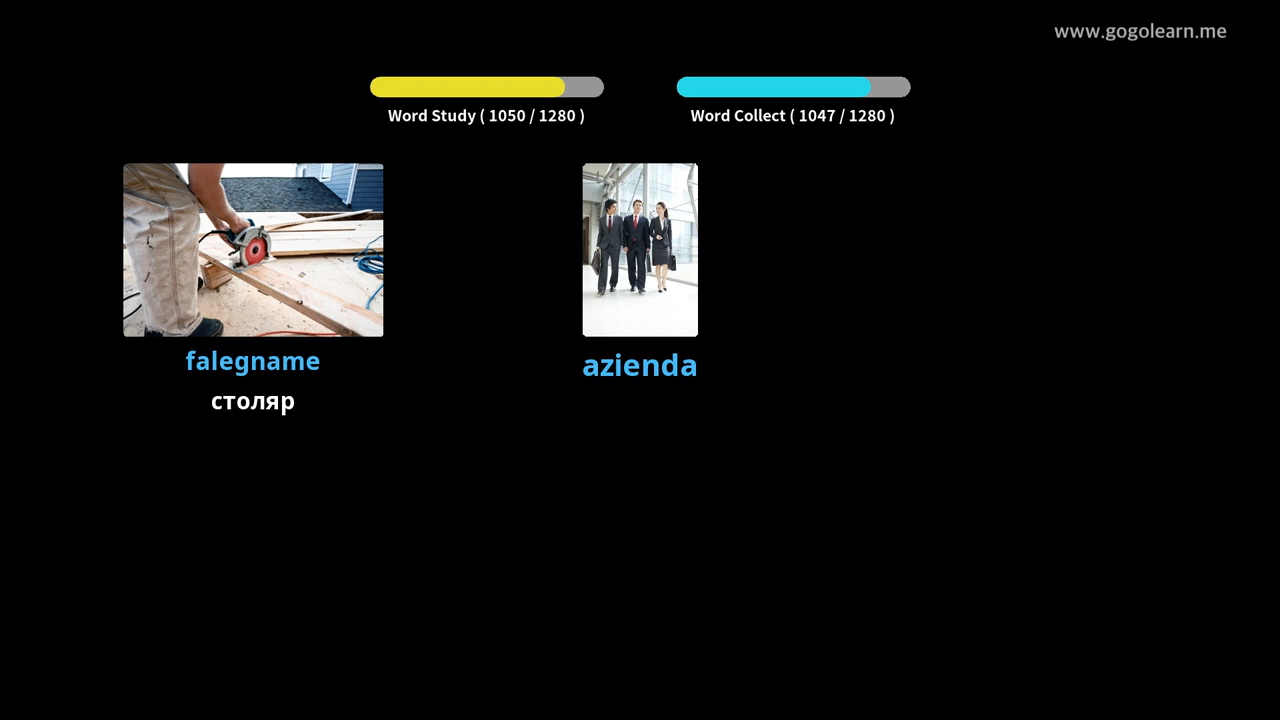 www.gogolearn.me
Word Study ( 1050 / 1280 )
Word Collect ( 1047 / 1280 )
falegname
столяр
azienda